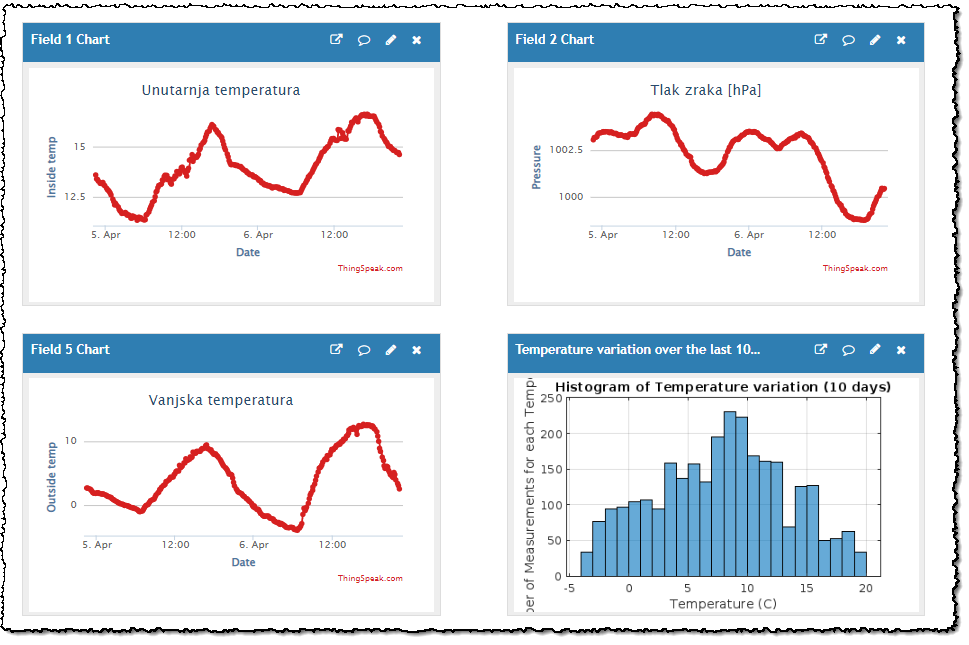 Field 1 Chart
Unutarnja temperatura
Inside temp
15
12.5
5. Apr 12:00 6. Apr 12:00
Date
ThingSpeak.com
Field 2 Chart
Tlak zraka [hPa]
Pressure
1002.5
1000
5. Apr 12:00 6. Apr 12:00
Date
ThingSpeak.com
Field 5 Chart
Vanjska temperatura
Outside temp
10
0
5. Apr 12:00 6. Apr 12:00
Date
ThingSpeak.com
Temperature variation over the last 10...
Histogram of Temperature variation (10 days)
of Measurements for each
250
200
150
100
50
0
-5 0 5 10 15 20
Temperature (C)